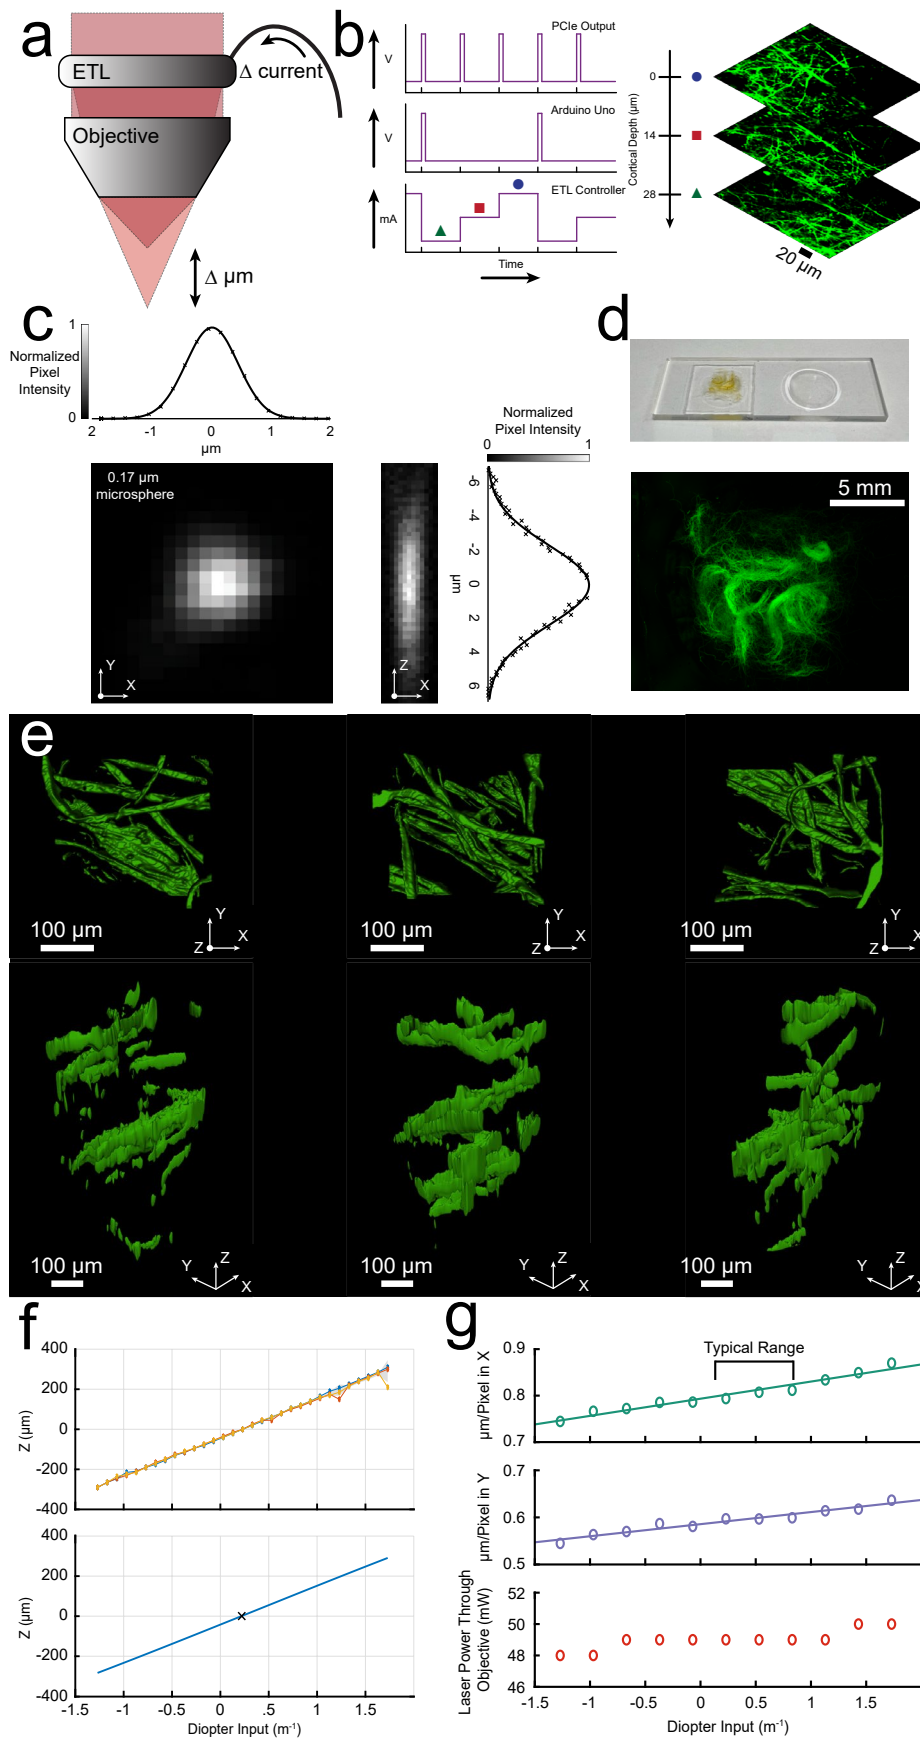 a
ETL
Δ current
Objective
Δ µm
b
PCIe Output
V
Arduino Uno
V
ETL Controller
mA
Time
Cortical Depth (µm)
0
14
28
20 µm
c
1
Normalized
Pixel
Intensity
0
2 -1 0 1 2
µm
0.17 µm
microsphere
Y
X
Z
X
Normalized
Pixel Intensity
0 1
-6
-4
-2
0
2
4
6
µm
d
5 mm
e
100 µm
Y
Z X
100 µm
Y
Z X
100 µm
Y
Z X
100 µm
Z
Y
X
100 µm
Z
Y
X
100 µm
Z
Y
X
f
400
200
0
-200
-400
Z (µm)
400
200
0
-200
-400
Z (µm)
-1.5 -1 -0.5 0 0.5 1 1.5
Diopter Input (m⁻¹)
g
Typical Range
0.9
0.8
0.7
µm/Pixel in X
0.7
0.6
0.5
µm/Pixel in Y
52
50
48
46
Laser Power Through
Objective (mW)
-1.5 -1 -0.5 0 0.5 1 1.5
Diopter Input (m⁻¹)